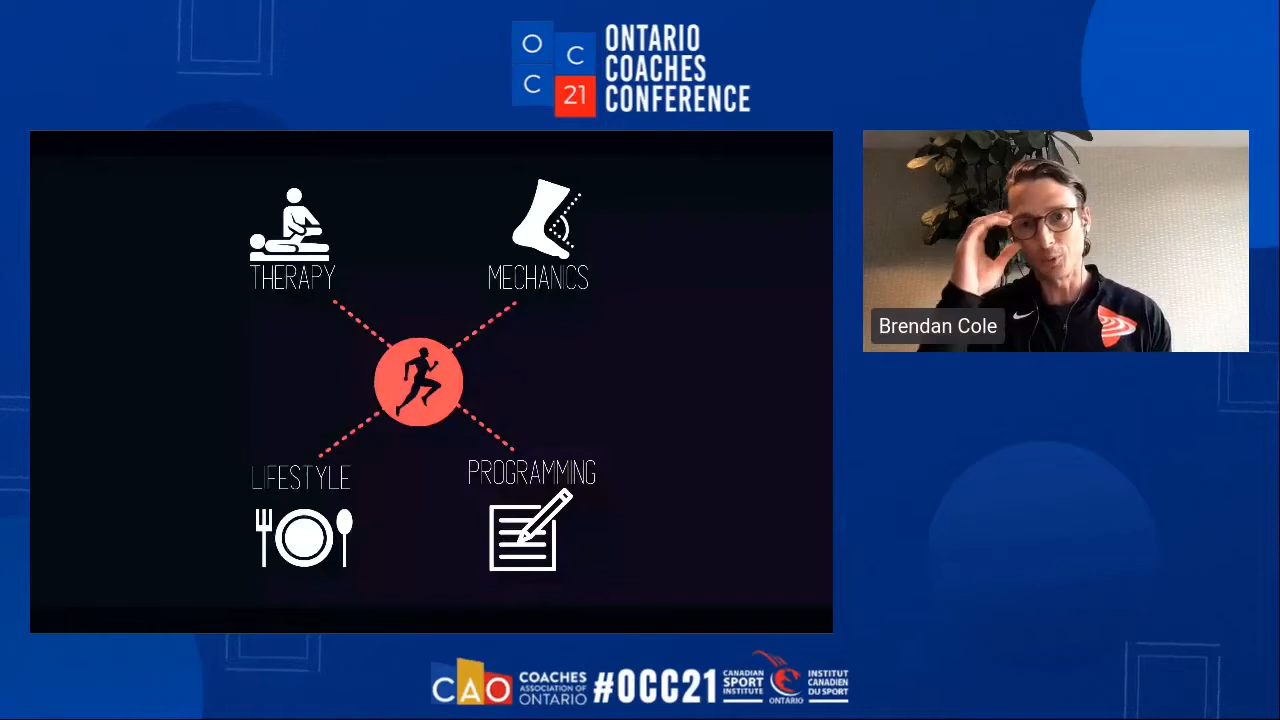 O
C
C
21
ONTARIO
COACHES
CONFERENCE
THERAPY
MECHANICS
LIFESTYLE
PROGRAMMING
Brendan Cole
CAO
COACHES
ASSOCIATION OF
ONTARIO
#OCC21
CANADIAN
SPORT
INSTITUTE
ONTARIO
INSTITUT
CANADIEN
DU SPORT